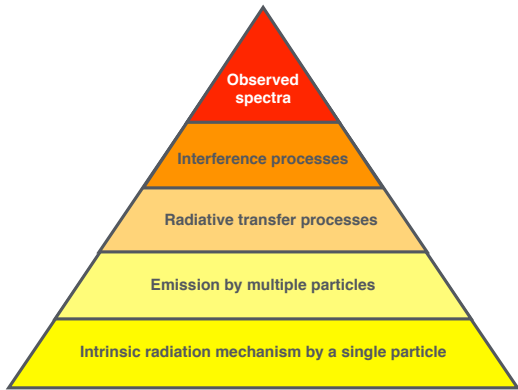 Observed
spectra
Interference processes
Radiative transfer processes
Emission by multiple particles
Intrinsic radiation mechanism by a single particle